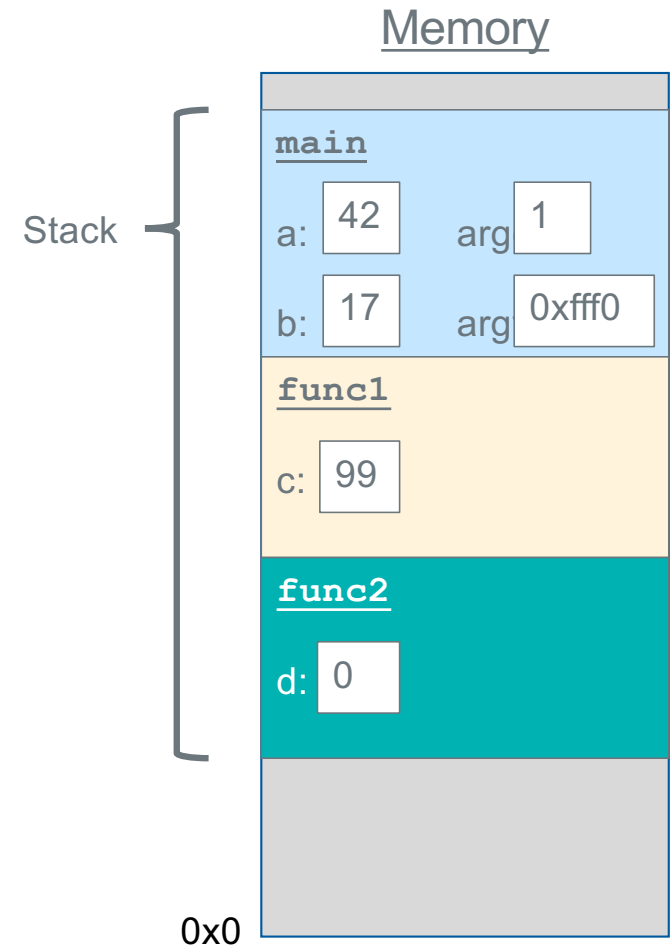 Memory
main
Stack
a: 42 arg 1
b: 17 arg 0xfff0
func1
c: 99
func2
d: 0
0x0